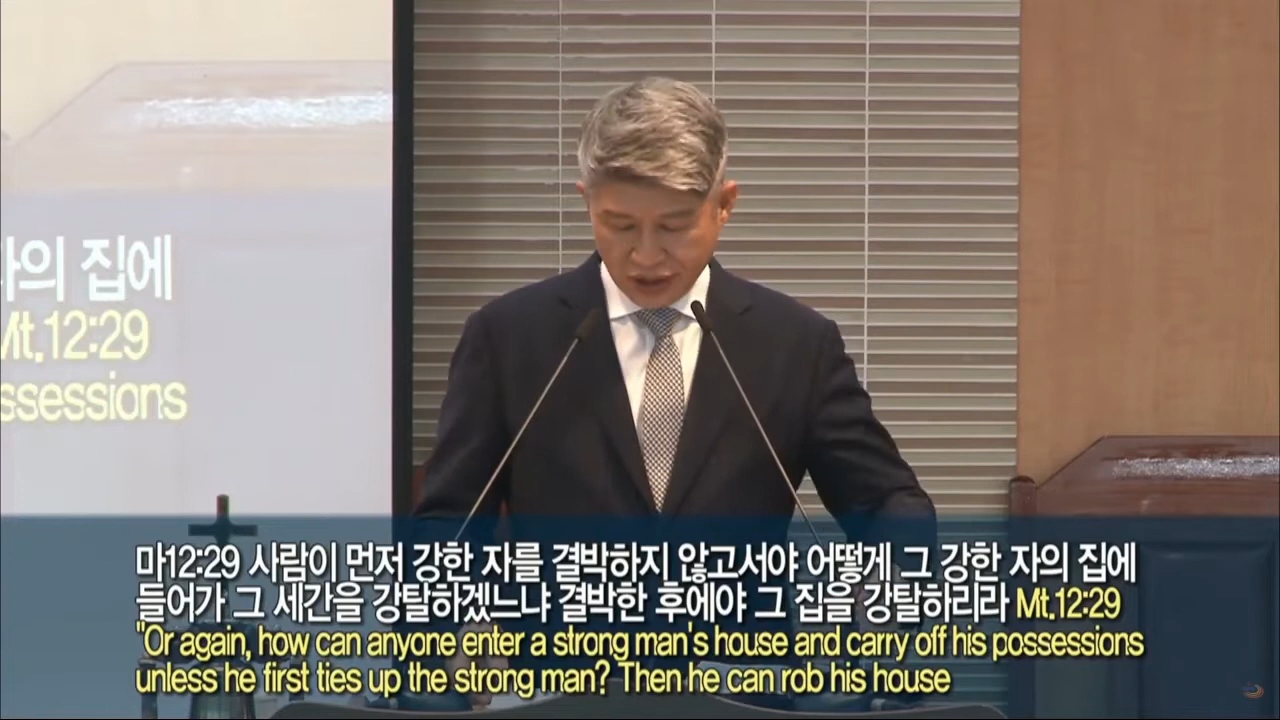 자의 집에
Mt.12:29
ssessions
마12:29 사람이 먼저 강한 자를 결박하지 않고서야 어떻게 그 강한 자의 집에
들어가 그 세간을 강탈하겠느냐 결박한 후에야 그 집을 강탈하리라 Mt.12:29
"Or again, how can anyone enter a strong man's house and carry off his possessions
unless he first ties up the strong man? Then he can rob his house